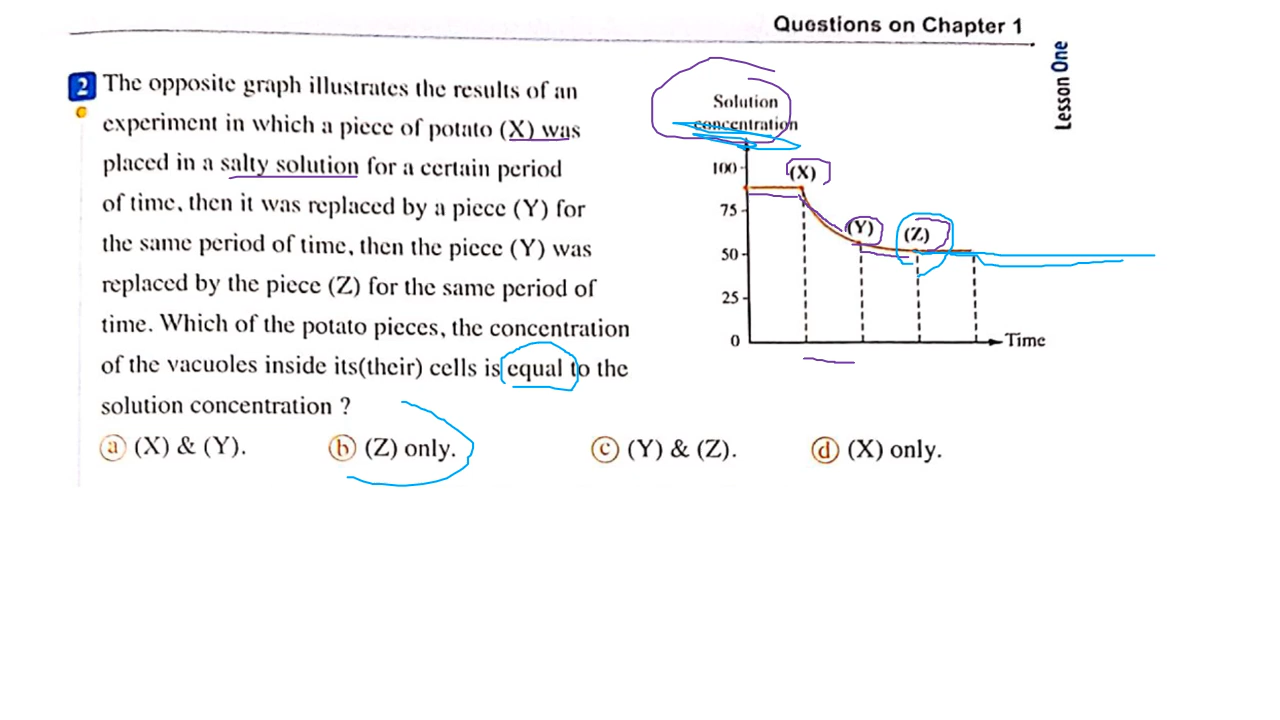 Questions on Chapter 1
Lesson One
2 The opposite graph illustrates the results of an
experiment in which a piece of potato (X) was
placed in a salty solution for a certain period
of time, then it was replaced by a piece (Y) for
the same period of time, then the piece (Y) was
replaced by the piece (Z) for the same period of
time. Which of the potato pieces, the concentration
of the vacuoles inside its(their) cells is equal to the
solution concentration ?
a (X) & (Y). b (Z) only. c (Y) & (Z). d (X) only.
Solution
concentration
100
75
50
25
0
(X)
(Y)
(Z)
Time